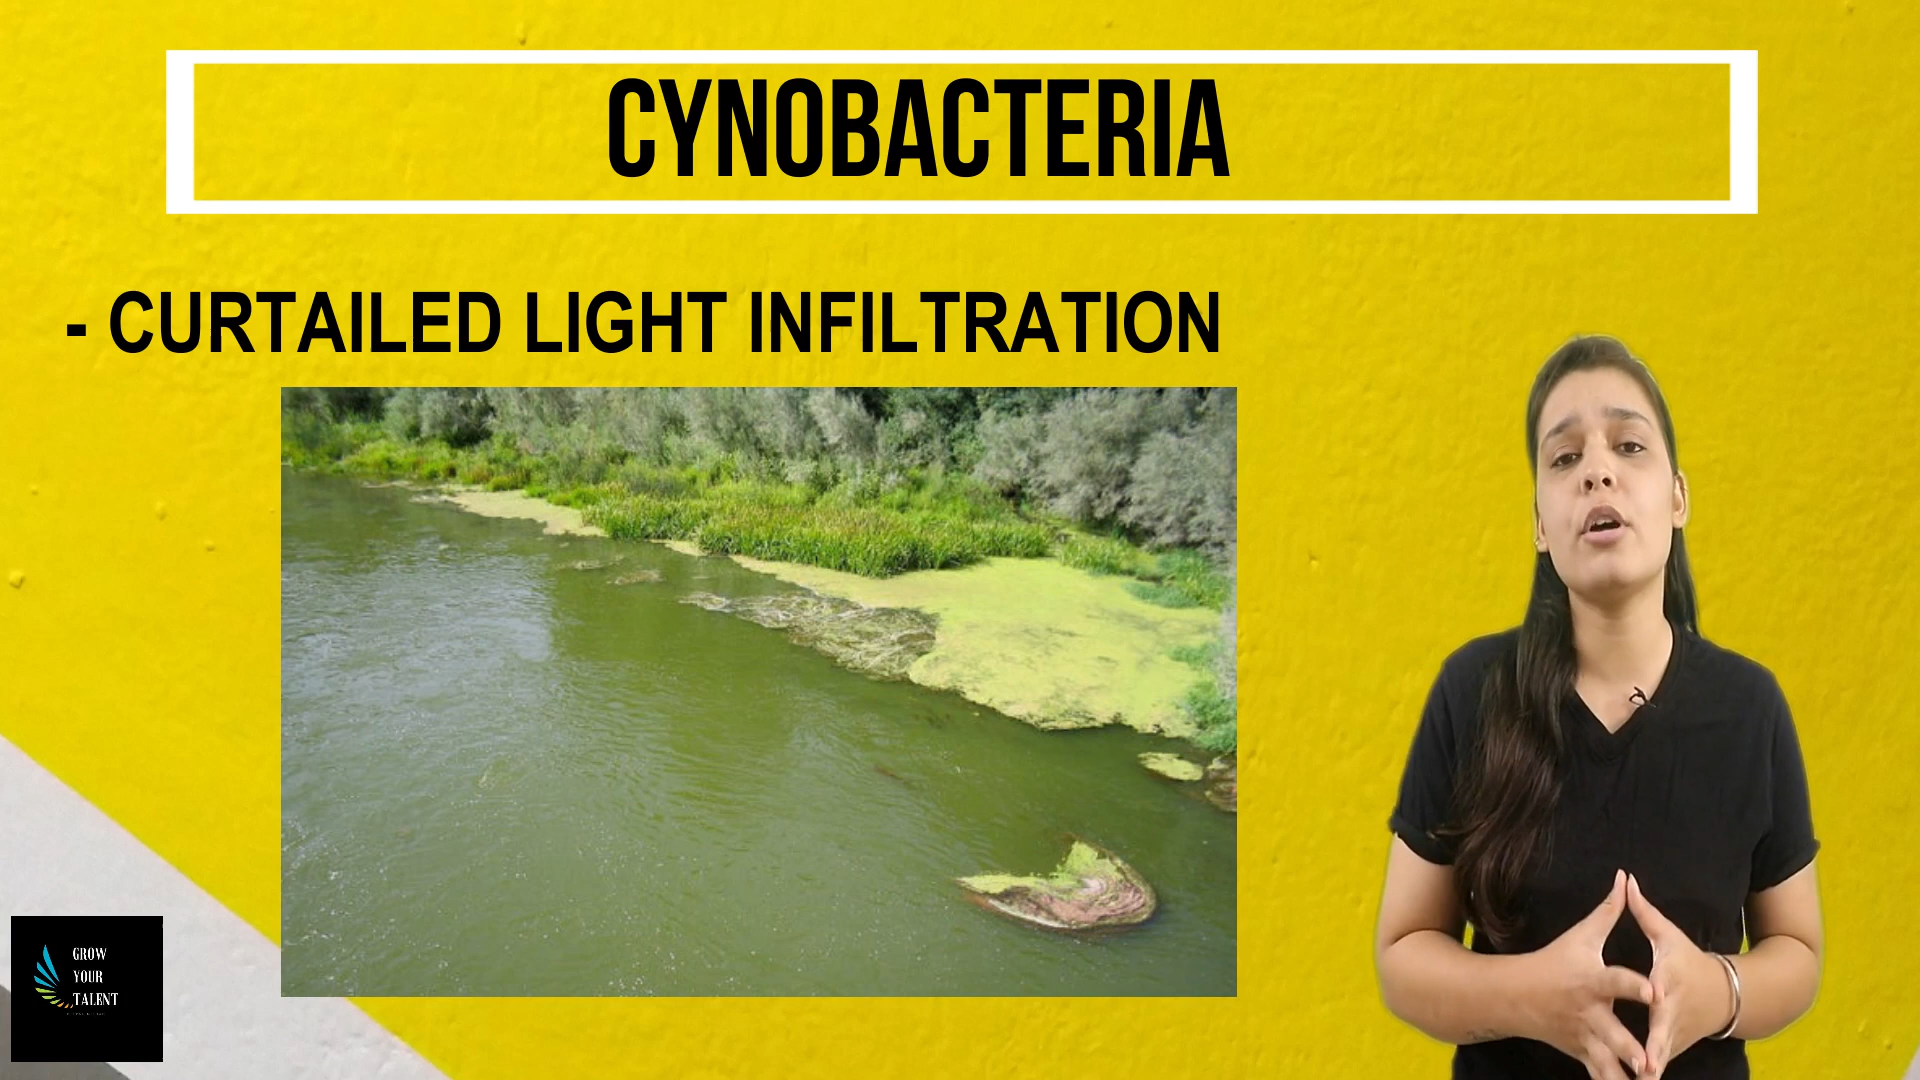 CYNOBACTERIA
- CURTAILED LIGHT INFILTRATION
GROW
YOUR
TALENT